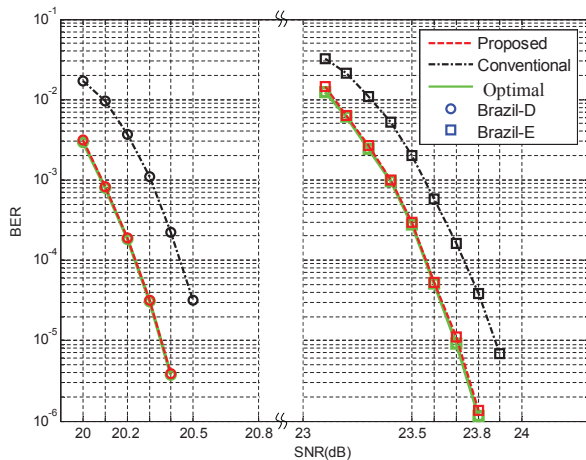 10^-1
10^-2
10^-3
10^-4
10^-5
10^-6
BER
20
20.2
20.5
20.8
23
23.5
23.8
24
SNR(dB)
Proposed
Conventional
Optimal
Brazil-D
Brazil-E